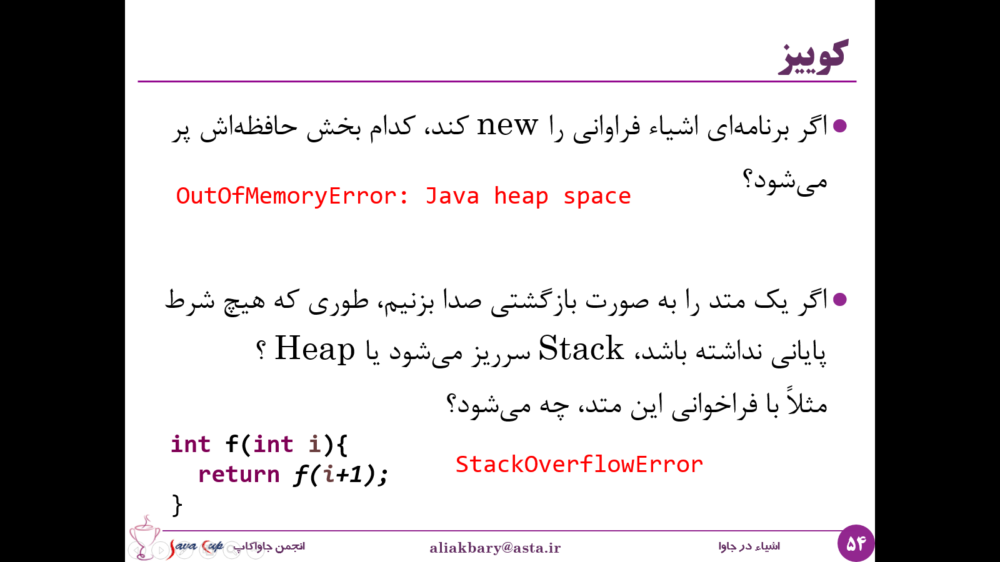 کوییز
اگر برنامه‌ای اشیاء فراوانی را new کند، کدام بخش حافظه‌اش پر
می‌شود؟
OutOfMemoryError: Java heap space
اگر یک متد را به صورت بازگشتی صدا بزنیم، طوری که هیچ شرط
پایانی نداشته باشد، Stack سرریز می‌شود یا Heap ؟
مثلاً با فراخوانی این متد، چه می‌شود؟
int f(int i){
return f(i+1);
}
StackOverflowError
۵۴
اشیاء در جاوا
aliakbary@asta.ir
انجمن جاواکاپ
Java Cup